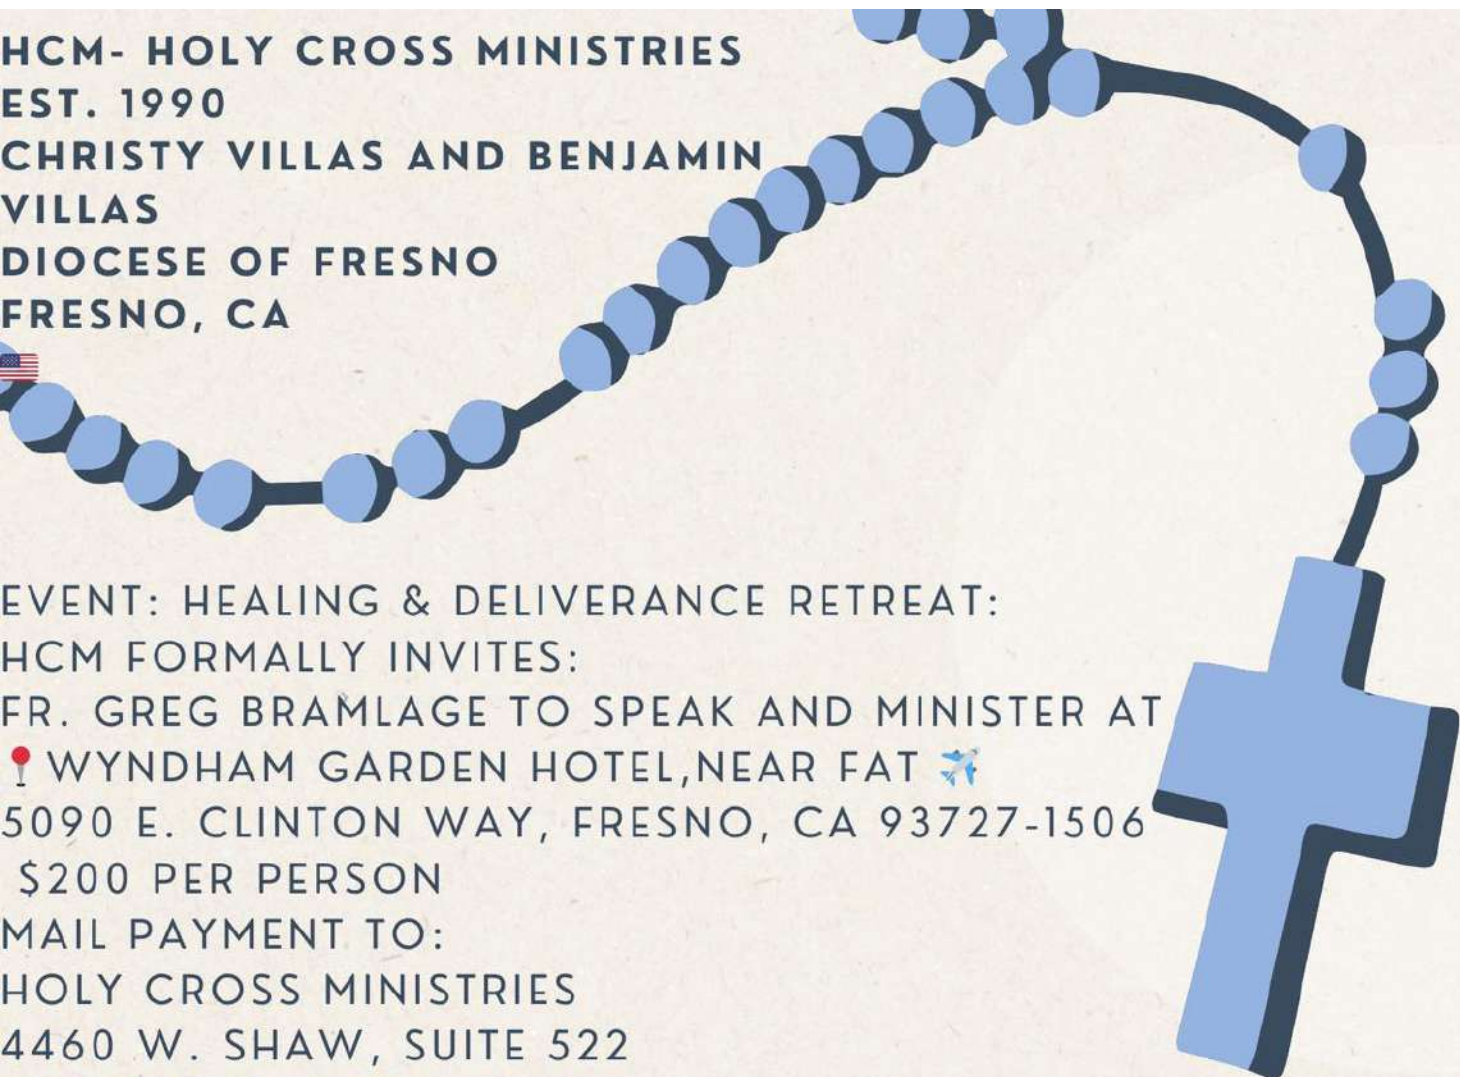 HCM- HOLY CROSS MINISTRIES
EST. 1990
CHRISTY VILLAS AND BENJAMIN
VILLAS
DIOCESE OF FRESNO
FRESNO, CA
EVENT: HEALING & DELIVERANCE RETREAT:
HCM FORMALLY INVITES:
FR. GREG BRAMLAGE TO SPEAK AND MINISTER AT
📍WYNDHAM GARDEN HOTEL,NEAR FAT ✈️
5090 E. CLINTON WAY, FRESNO, CA 93727-1506
$200 PER PERSON
MAIL PAYMENT TO:
HOLY CROSS MINISTRIES
4460 W. SHAW, SUITE 522